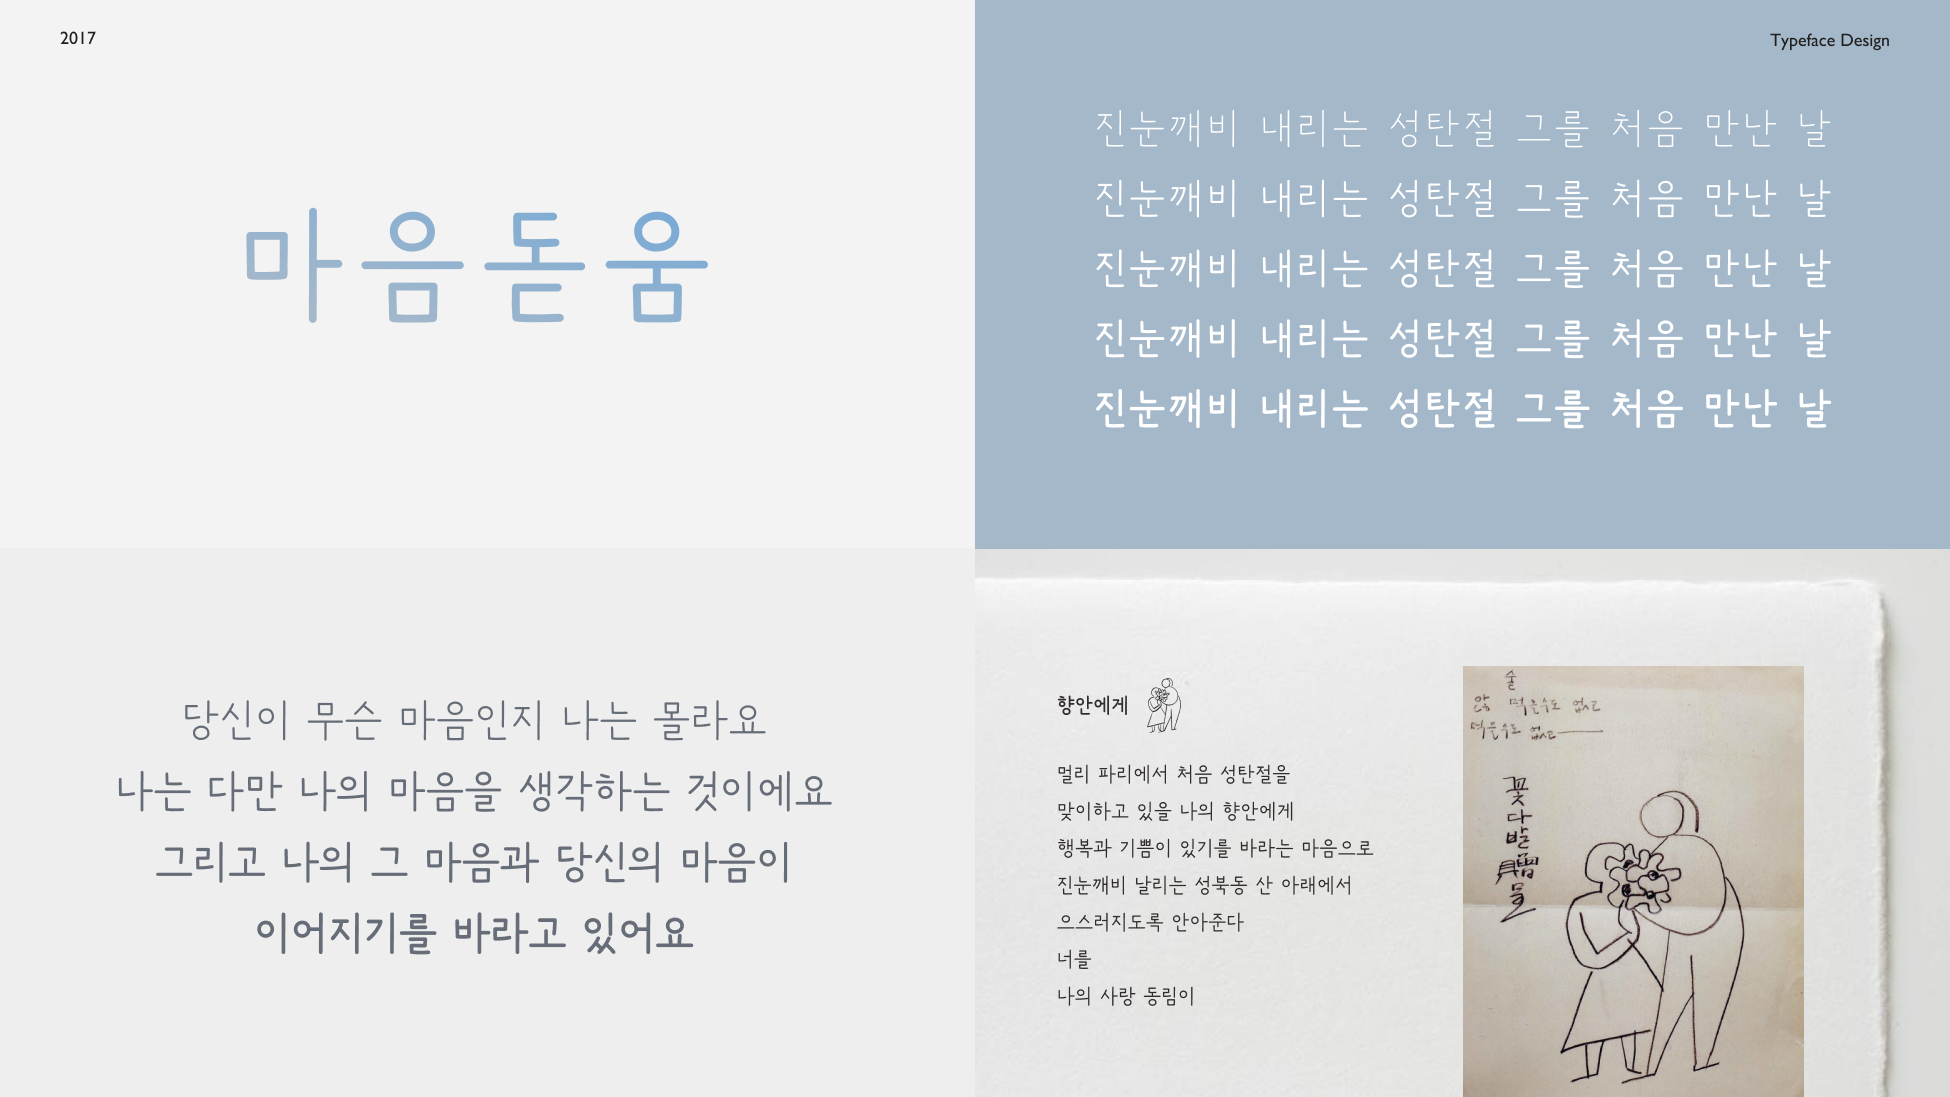 2017
Typeface Design
마음돋움
진눈깨비 내리는 성탄절 그를 처음 만난 날
진눈깨비 내리는 성탄절 그를 처음 만난 날
진눈깨비 내리는 성탄절 그를 처음 만난 날
진눈깨비 내리는 성탄절 그를 처음 만난 날
진눈깨비 내리는 성탄절 그를 처음 만난 날
당신이 무슨 마음인지 나는 몰라요
나는 다만 나의 마음을 생각하는 것이에요
그리고 나의 그 마음과 당신의 마음이
이어지기를 바라고 있어요
향안에게
멀리 파리에서 처음 성탄절을
맞이하고 있을 나의 향안에게
행복과 기쁨이 있기를 바라는 마음으로
진눈깨비 날리는 성북동 산 아래에서
으스러지도록 안아준다
너를
나의 사랑 동림이
술
먹을수도 없고
먹을수도 없고
꽃다발贈呈